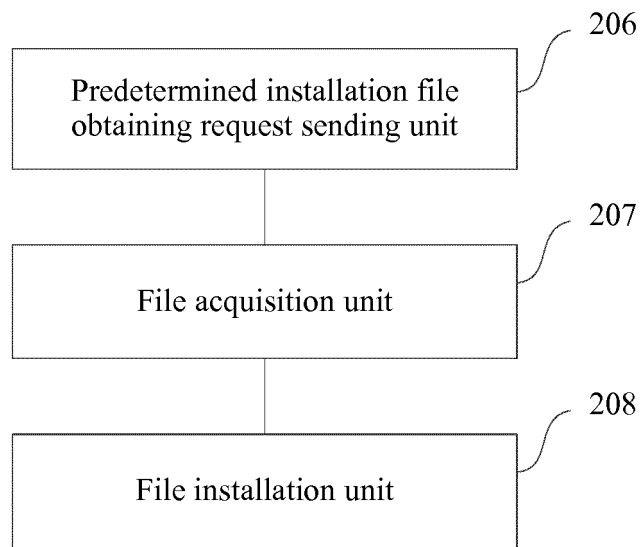 206
Predetermined installation file
obtaining request sending unit
207
File acquisition unit
208
File installation unit